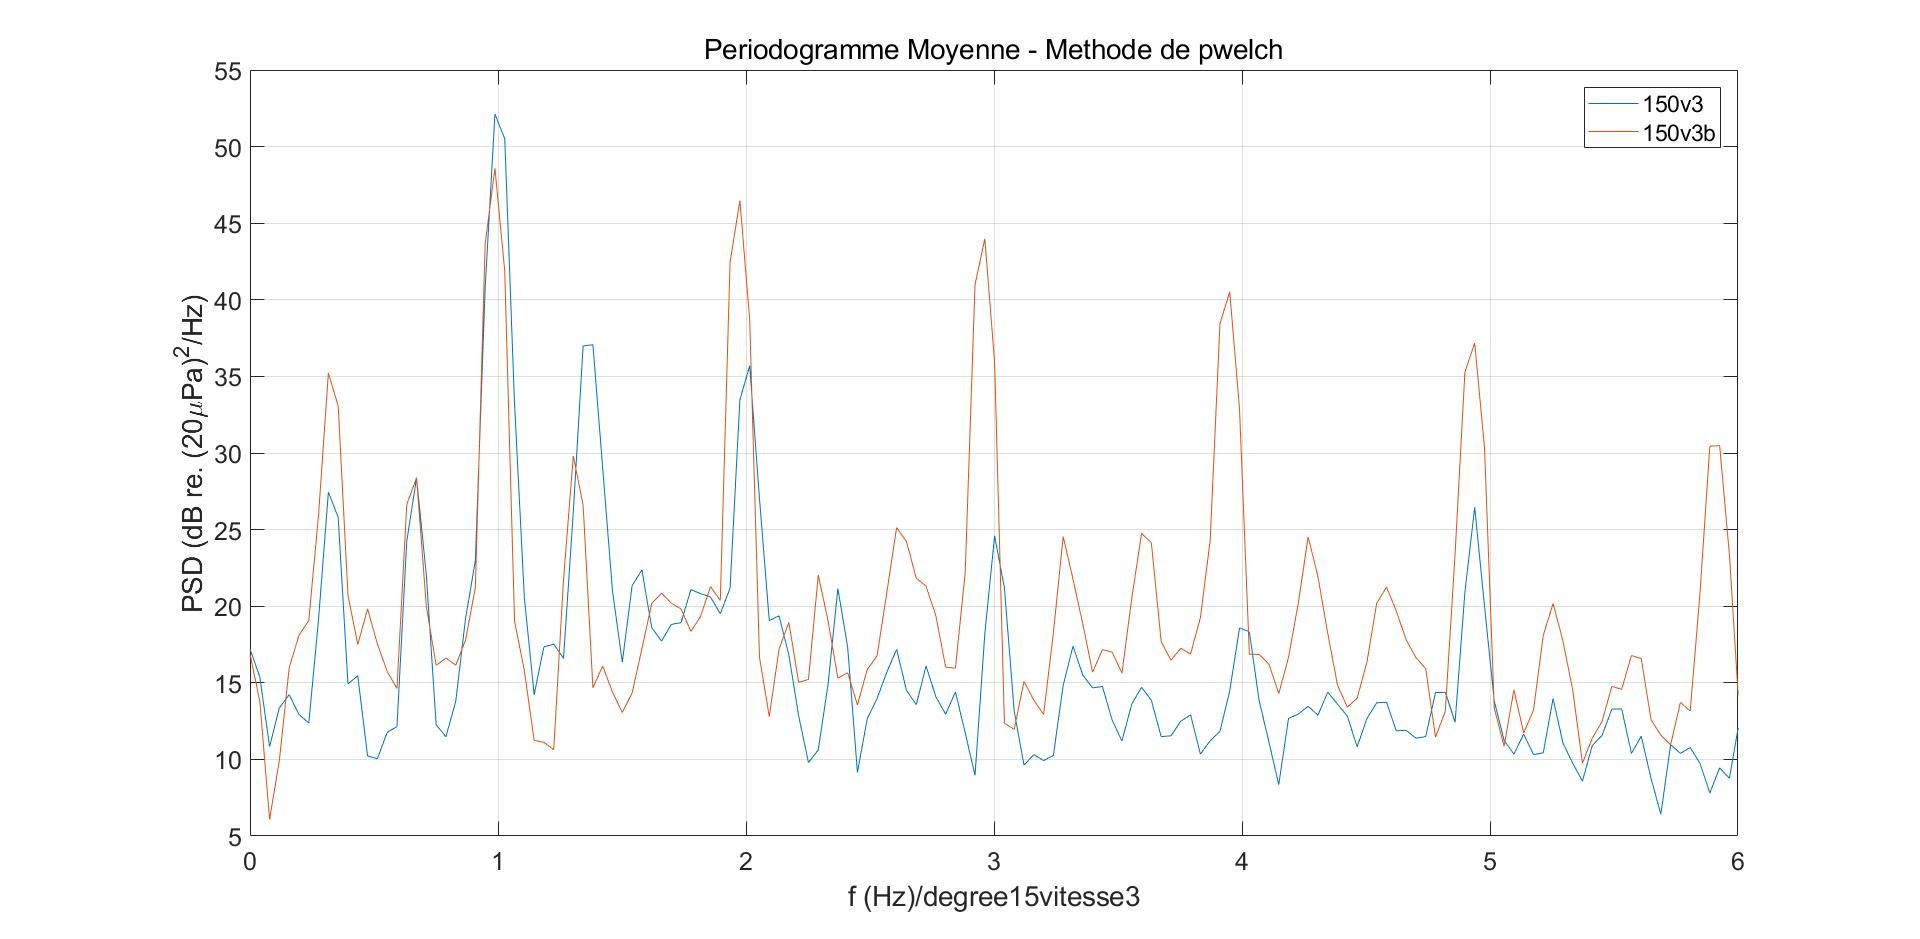 Periodogramme Moyenne - Methode de pwelch
150v3
150v3b
PSD (dB re. (20μPa)²/Hz)
55
50
45
40
35
30
25
20
15
10
5
0 1 2 3 4 5 6
f (Hz)/degree15vitesse3